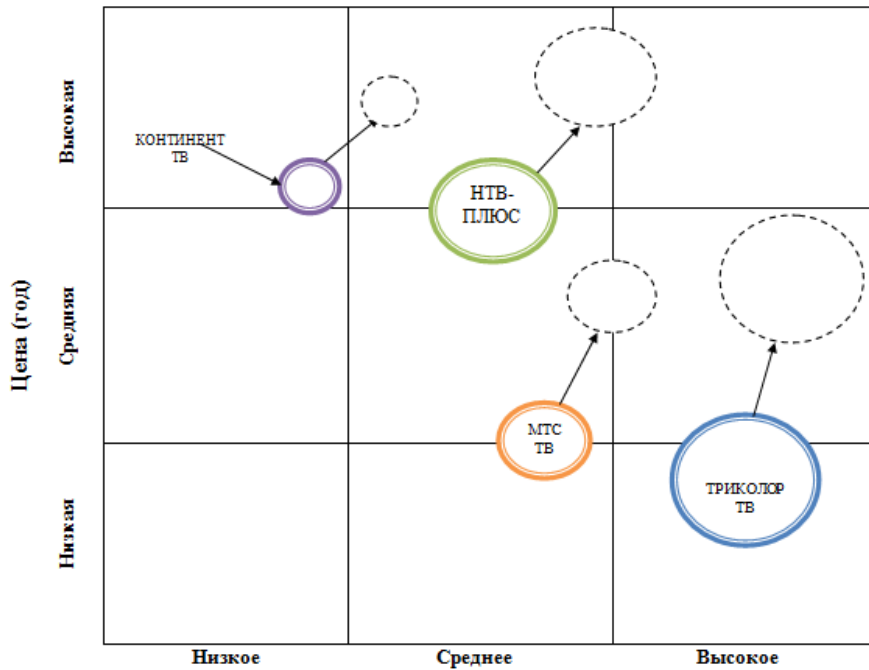 Цена (год)
Высокая
Средняя
Низкая
КОНТИНЕНТ
ТВ
НТВ-
ПЛЮС
МТС
ТВ
ТРИКОЛОР
ТВ
Низкое
Среднее
Высокое